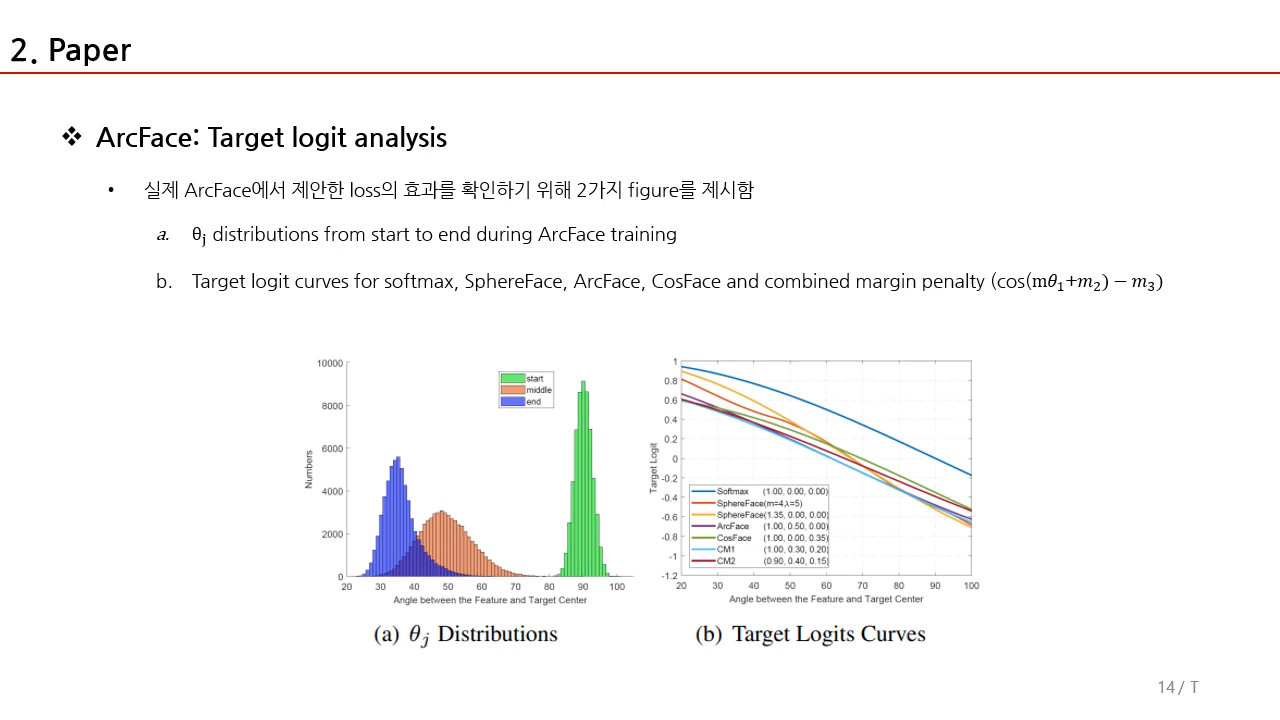 2. Paper
❖ ArcFace: Target logit analysis
• 실제 ArcFace에서 제안한 loss의 효과를 확인하기 위해 2가지 figure를 제시함
a. θj distributions from start to end during ArcFace training
b. Target logit curves for softmax, SphereFace, ArcFace, CosFace and combined margin penalty (cos(mθ₁+m₂) − m₃)
10000
8000
6000
4000
2000
0
Numbers
start
middle
end
20 30 40 50 60 70 80 90 100
Angle between the Feature and Target Center
(a) θj Distributions
1
0.8
0.6
0.4
0.2
0
-0.2
-0.4
-0.6
-0.8
-1
-1.2
Target Logit
Softmax (1.00, 0.00, 0.00)
SphereFace(m=4,λ=5)
SphereFace(1.35, 0.00, 0.00)
ArcFace (1.00, 0.50, 0.00)
CosFace (1.00, 0.00, 0.35)
CM1 (1.00, 0.30, 0.20)
CM2 (0.90, 0.40, 0.15)
20 30 40 50 60 70 80 90 100
Angle between the Feature and Target Center
(b) Target Logits Curves
14 / T